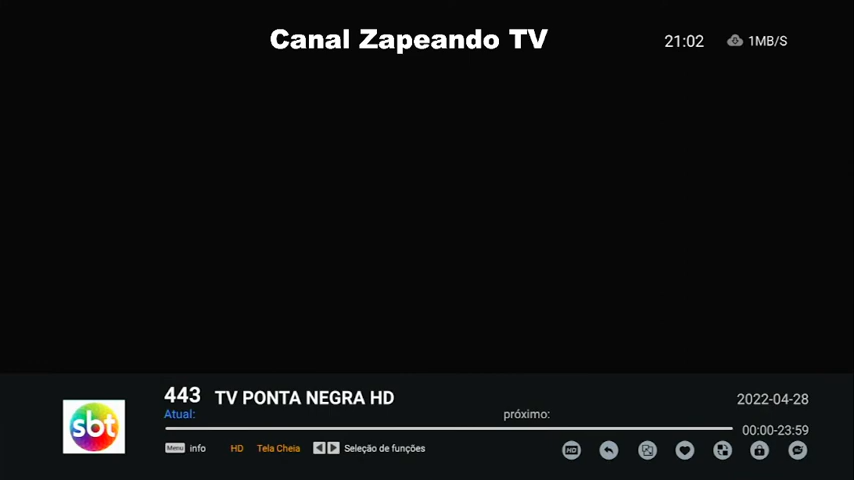 Canal Zapeando TV
21:02 1MB/S
443 TV PONTA NEGRA HD 2022-04-28
Atual: próximo:
sbt
00:00-23:59
Menu info HD Tela Cheia Seleção de funções HD